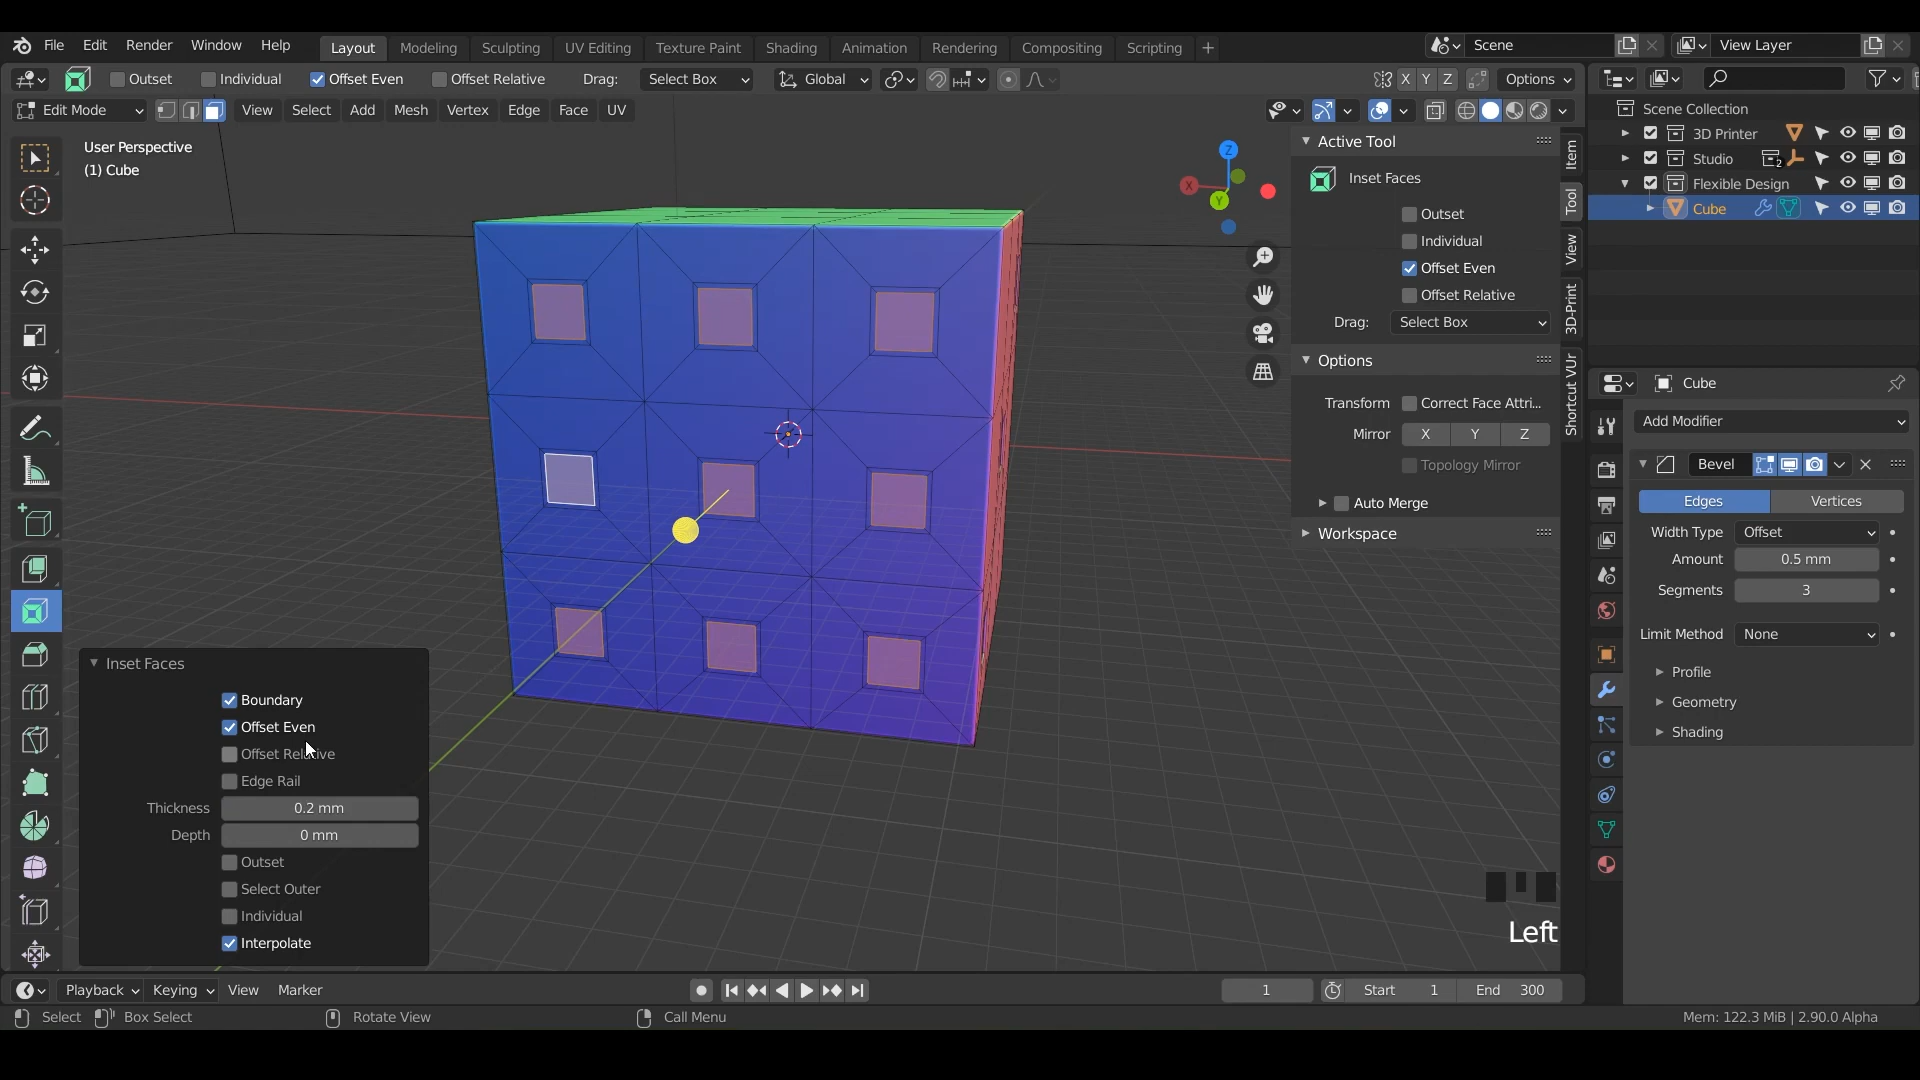 File Edit Render Window Help Layout Modeling Sculpting UV Editing Texture Paint Shading Animation Rendering Compositing Scripting + Scene View Layer
Outset Individual Offset Even Offset Relative Drag: Select Box Global X Y Z Options
Edit Mode View Select Add Mesh Vertex Edge Face UV
User Perspective
(1) Cube
Z
X
Y
Active Tool
Inset Faces
Outset
Individual
Offset Even
Offset Relative
Drag: Select Box
Options
Transform Correct Face Attri...
Mirror X Y Z
Topology Mirror
Auto Merge
Workspace
Item
Tool
View
3D-Print
Shortcut VUr
Scene Collection
3D Printer
Studio 2
Flexible Design
Cube
Cube
Add Modifier
Bevel
Edges Vertices
Width Type Offset
Amount 0.5 mm
Segments 3
Limit Method None
Profile
Geometry
Shading
Inset Faces
Boundary
Offset Even
Offset Relative
Edge Rail
Thickness 0.2 mm
Depth 0 mm
Outset
Select Outer
Individual
Interpolate
Left
Playback Keying View Marker 1 Start 1 End 300
Select Box Select Rotate View Call Menu Mem: 122.3 MiB | 2.90.0 Alpha